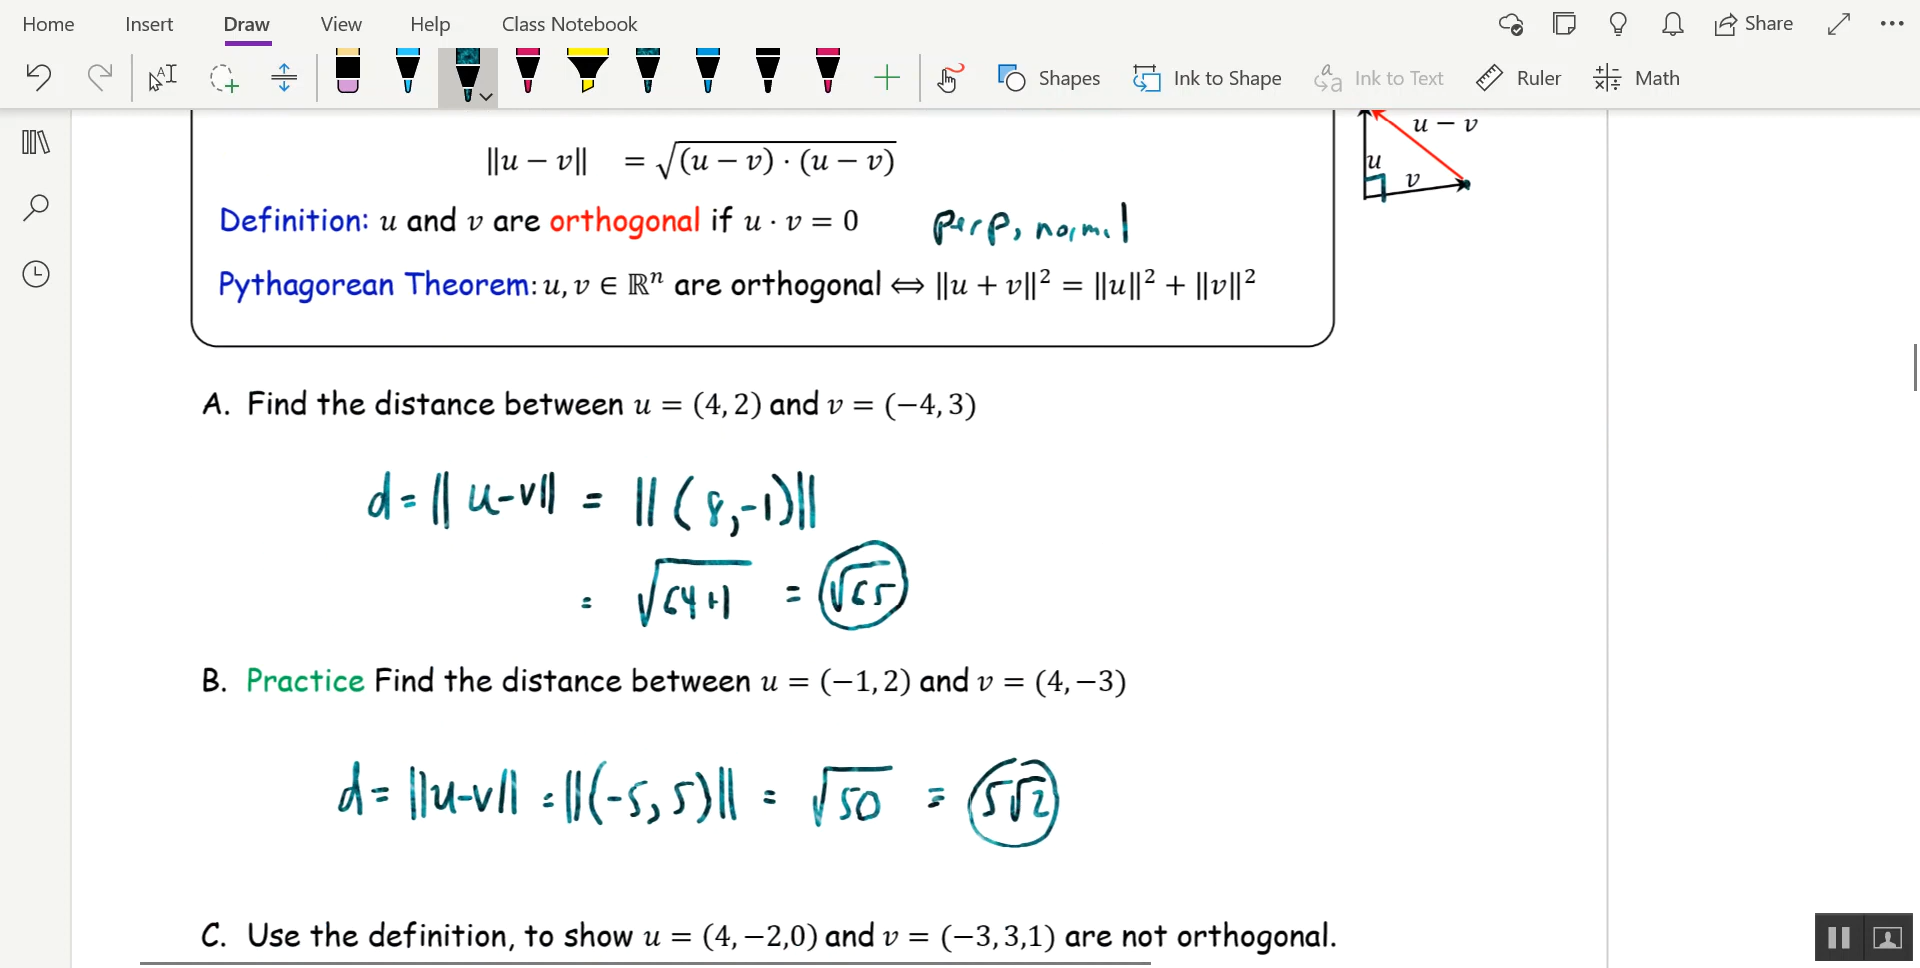 Home Insert Draw View Help Class Notebook Share
Shapes Ink to Shape Ink to Text Ruler Math
‖u − v‖ = √((u − v) · (u − v))
u − v
u
v
Definition: u and v are orthogonal if u · v = 0 perp, normal
Pythagorean Theorem: u, v ∈ ℝⁿ are orthogonal ⟺ ‖u + v‖² = ‖u‖² + ‖v‖²
A. Find the distance between u = (4, 2) and v = (−4, 3)
d = ‖u-v‖ = ‖(8,-1)‖
= √(64+1) = √65
B. Practice Find the distance between u = (−1, 2) and v = (4, −3)
d = ‖u-v‖ = ‖(-5, 5)‖ = √50 = 5√2
C. Use the definition, to show u = (4, −2,0) and v = (−3,3,1) are not orthogonal.